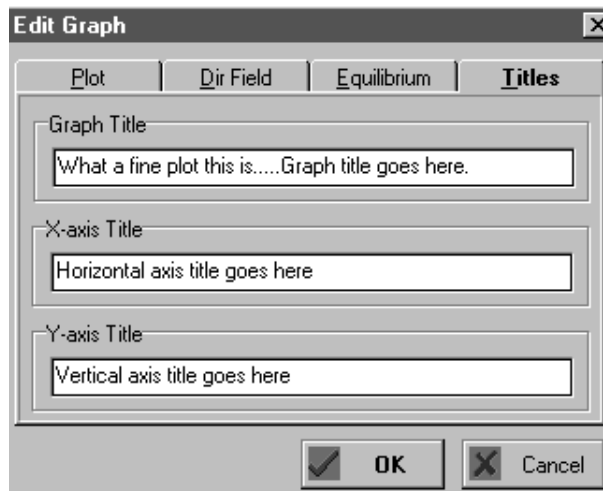 Edit Graph
Plot Dir Field Equilibrium Titles
Graph Title
What a fine plot this is.....Graph title goes here.
X-axis Title
Horizontal axis title goes here
Y-axis Title
Vertical axis title goes here
OK Cancel